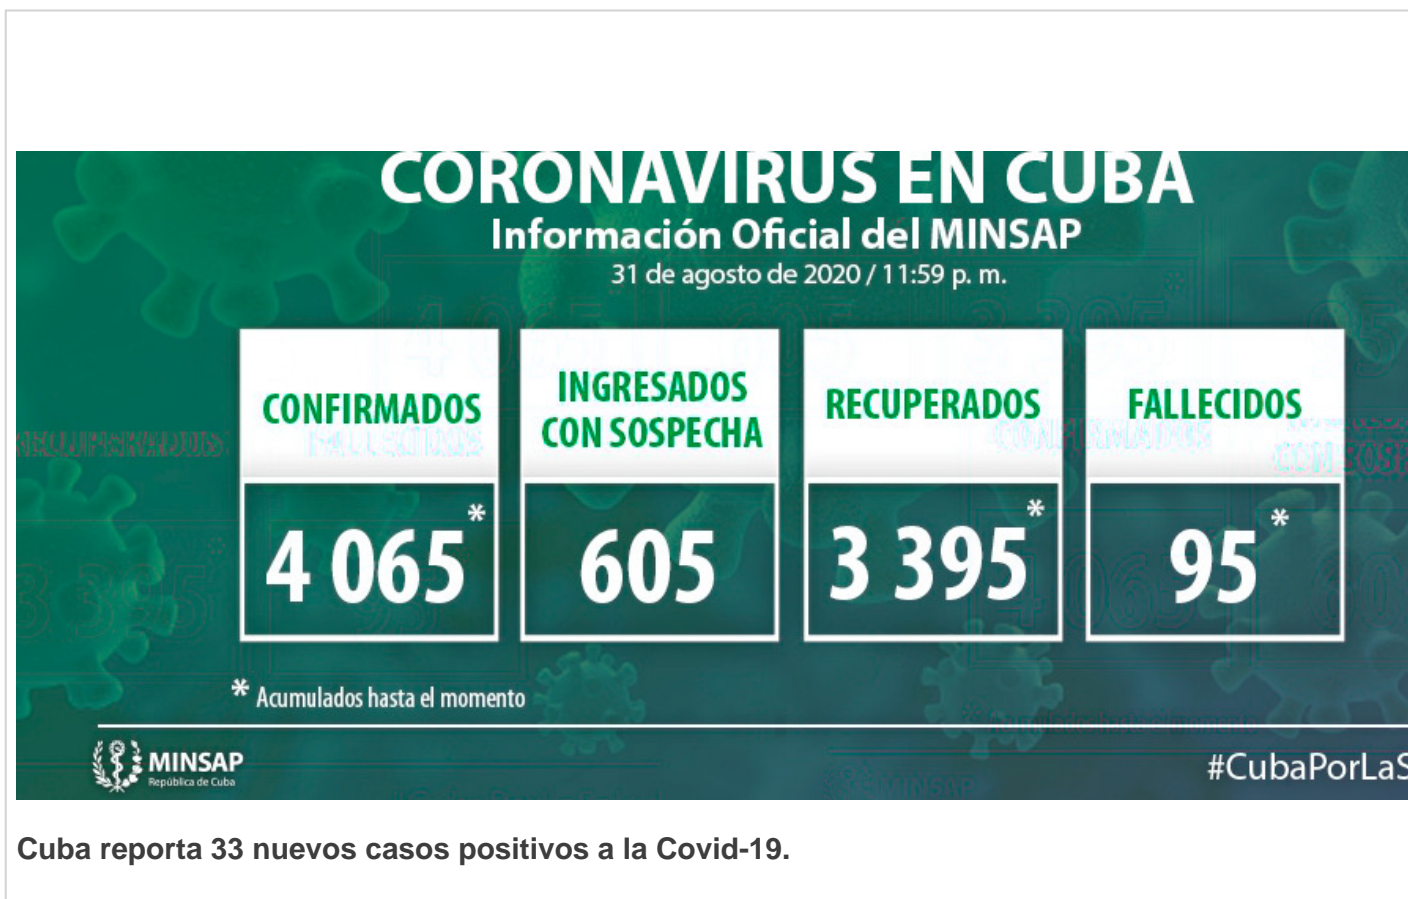 CORONAVIRUS EN CUBA
Información Oficial del MINSAP
31 de agosto de 2020 / 11:59 p. m.
CONFIRMADOS
4 065*
INGRESADOS
CON SOSPECHA
605
RECUPERADOS
3 395*
FALLECIDOS
95*
* Acumulados hasta el momento
MINSAP
República de Cuba
#CubaPorLaS
Cuba reporta 33 nuevos casos positivos a la Covid-19.